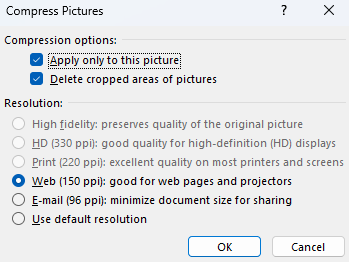 Compress Pictures ? ×
Compression options:
Apply only to this picture
Delete cropped areas of pictures
Resolution:
High fidelity: preserves quality of the original picture
HD (330 ppi): good quality for high-definition (HD) displays
Print (220 ppi): excellent quality on most printers and screens
Web (150 ppi): good for web pages and projectors
E-mail (96 ppi): minimize document size for sharing
Use default resolution
OK Cancel